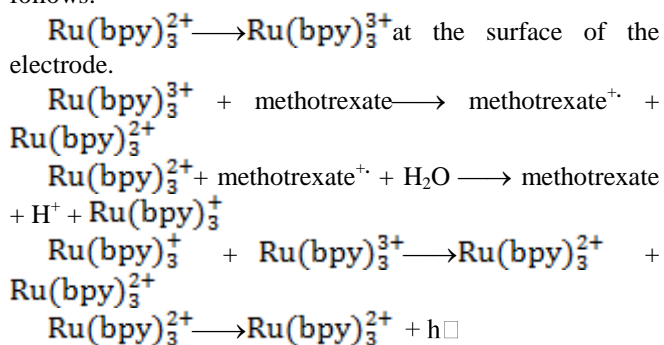 follows:
Ru(bpy)₃²⁺⟶Ru(bpy)₃³⁺at the surface of the
electrode.
Ru(bpy)₃³⁺ + methotrexate⟶ methotrexate⁺· +
Ru(bpy)₃²⁺
Ru(bpy)₃²⁺+ methotrexate⁺· + H₂O ⟶ methotrexate
+ H⁺ + Ru(bpy)₃⁺
Ru(bpy)₃⁺ + Ru(bpy)₃³⁺⟶Ru(bpy)₃²⁺ +
Ru(bpy)₃²⁺
Ru(bpy)₃²⁺⟶Ru(bpy)₃²⁺ + h□